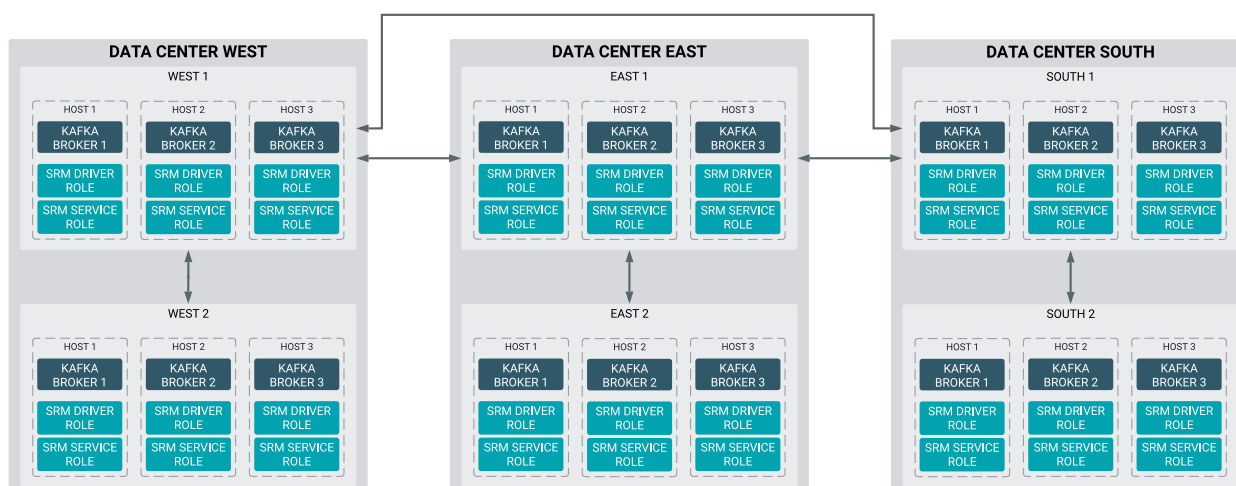 DATA CENTER WEST
WEST 1
HOST 1
KAFKA
BROKER 1
SRM DRIVER
ROLE
SRM SERVICE
ROLE
HOST 2
KAFKA
BROKER 2
SRM DRIVER
ROLE
SRM SERVICE
ROLE
HOST 3
KAFKA
BROKER 3
SRM DRIVER
ROLE
SRM SERVICE
ROLE
WEST 2
HOST 1
KAFKA
BROKER 1
SRM DRIVER
ROLE
SRM SERVICE
ROLE
HOST 2
KAFKA
BROKER 2
SRM DRIVER
ROLE
SRM SERVICE
ROLE
HOST 3
KAFKA
BROKER 3
SRM DRIVER
ROLE
SRM SERVICE
ROLE
DATA CENTER EAST
EAST 1
HOST 1
KAFKA
BROKER 1
SRM DRIVER
ROLE
SRM SERVICE
ROLE
HOST 2
KAFKA
BROKER 2
SRM DRIVER
ROLE
SRM SERVICE
ROLE
HOST 3
KAFKA
BROKER 3
SRM DRIVER
ROLE
SRM SERVICE
ROLE
EAST 2
HOST 1
KAFKA
BROKER 1
SRM DRIVER
ROLE
SRM SERVICE
ROLE
HOST 2
KAFKA
BROKER 2
SRM DRIVER
ROLE
SRM SERVICE
ROLE
HOST 3
KAFKA
BROKER 3
SRM DRIVER
ROLE
SRM SERVICE
ROLE
DATA CENTER SOUTH
SOUTH 1
HOST 1
KAFKA
BROKER 1
SRM DRIVER
ROLE
SRM SERVICE
ROLE
HOST 2
KAFKA
BROKER 2
SRM DRIVER
ROLE
SRM SERVICE
ROLE
HOST 3
KAFKA
BROKER 3
SRM DRIVER
ROLE
SRM SERVICE
ROLE
SOUTH 2
HOST 1
KAFKA
BROKER 1
SRM DRIVER
ROLE
SRM SERVICE
ROLE
HOST 2
KAFKA
BROKER 2
SRM DRIVER
ROLE
SRM SERVICE
ROLE
HOST 3
KAFKA
BROKER 3
SRM DRIVER
ROLE
SRM SERVICE
ROLE